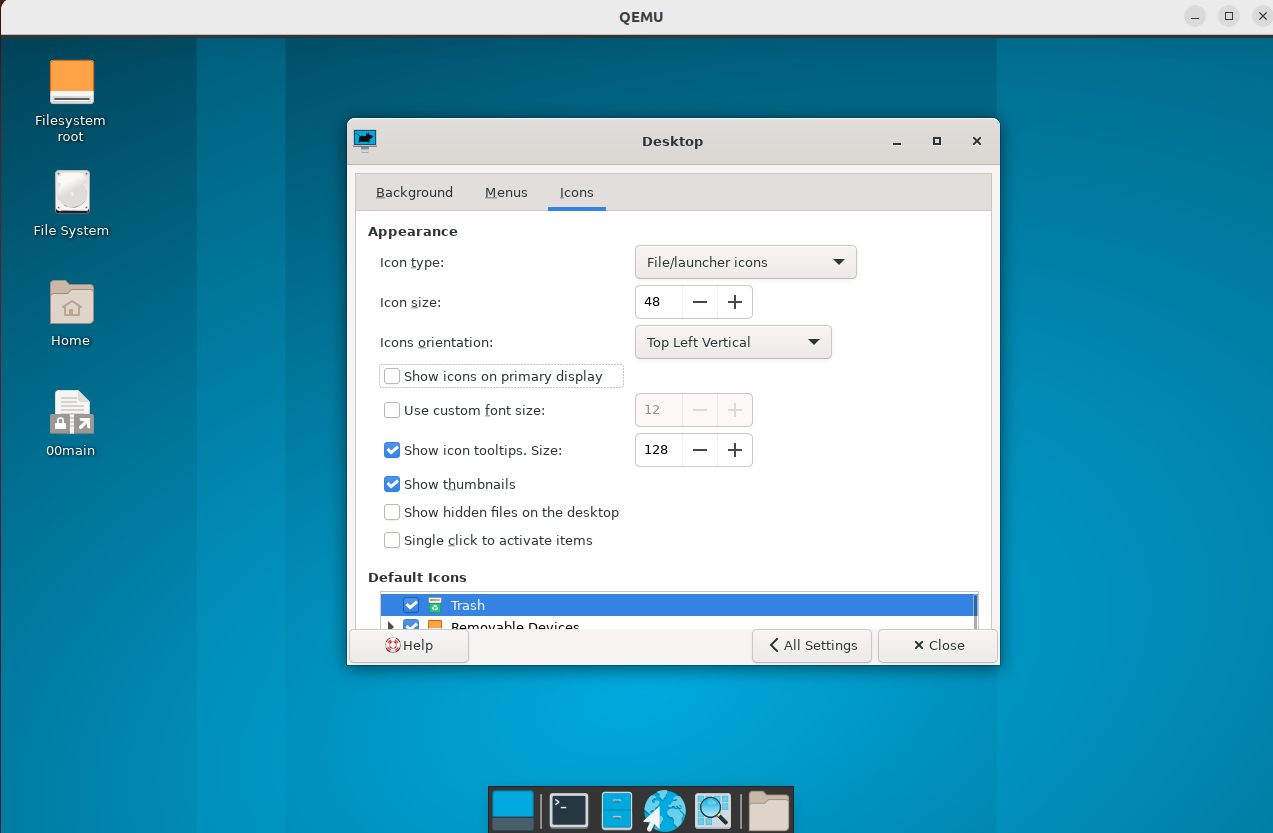 QEMU
Filesystem
root
File System
Home
00main
Desktop
Background Menus Icons
Appearance
Icon type: File/launcher icons
Icon size: 48
Icons orientation: Top Left Vertical
Show icons on primary display
Use custom font size: 12
Show icon tooltips. Size: 128
Show thumbnails
Show hidden files on the desktop
Single click to activate items
Default Icons
Trash
Removable Devices
Help All Settings Close